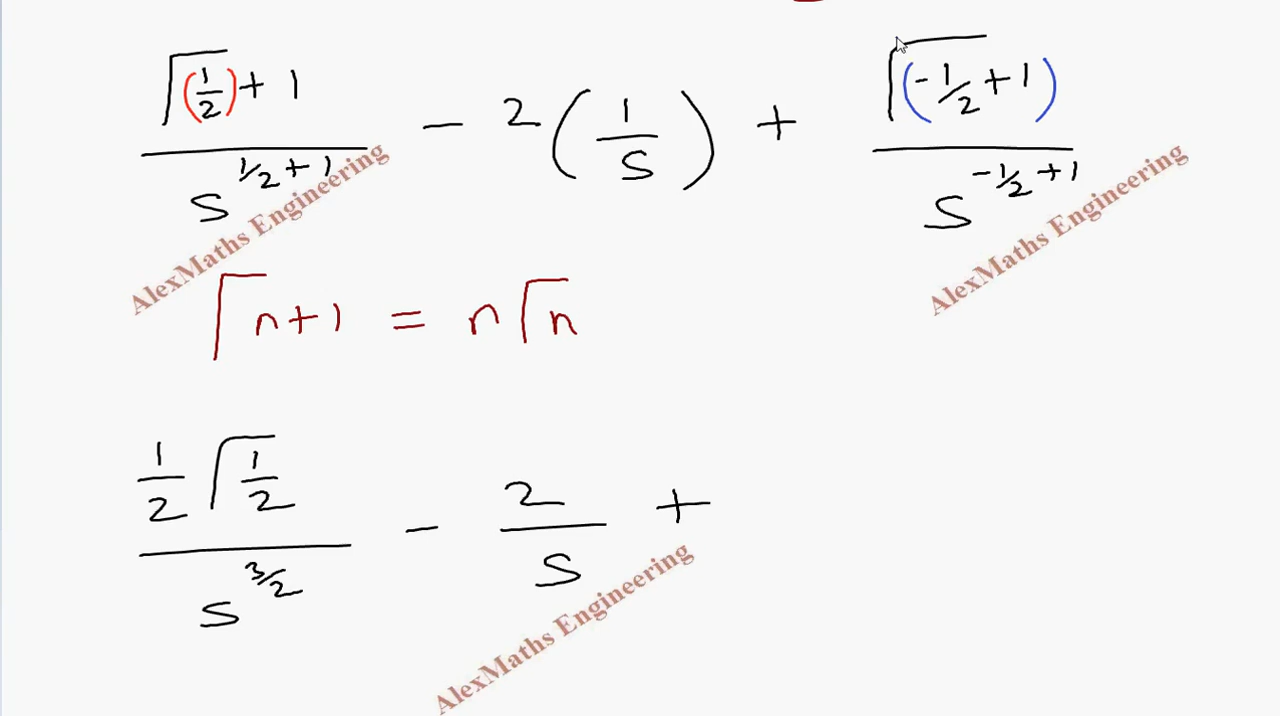 Γ(1/2)+1 / s^(1/2+1) − 2(1/s) + Γ(-1/2+1) / s^(-1/2+1)
AlexMaths Engineering
AlexMaths Engineering
Γn+1 = nΓn
1/2 Γ1/2 / s^(3/2) − 2/s +
AlexMaths Engineering